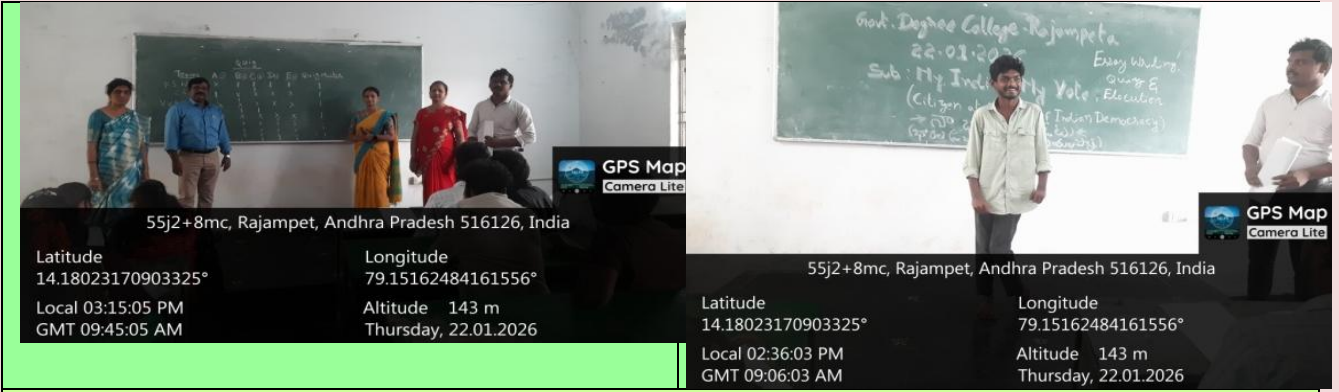 Quiz
GPS Map
Camera Lite
55j2+8mc, Rajampet, Andhra Pradesh 516126, India
Latitude
14.18023170903325°
Longitude
79.15162484161556°
Local 03:15:05 PM
GMT 09:45:05 AM
Altitude 143 m
Thursday, 22.01.2026
Govt. Degree College-Rajampeta
22.01.2026
Essay Writing,
Quiz &
Elocution
Sub: My India My Vote
(Citizen Indian Democracy)
GPS Map
Camera Lite
55j2+8mc, Rajampet, Andhra Pradesh 516126, India
Latitude
14.18023170903325°
Longitude
79.15162484161556°
Local 02:36:03 PM
GMT 09:06:03 AM
Altitude 143 m
Thursday, 22.01.2026